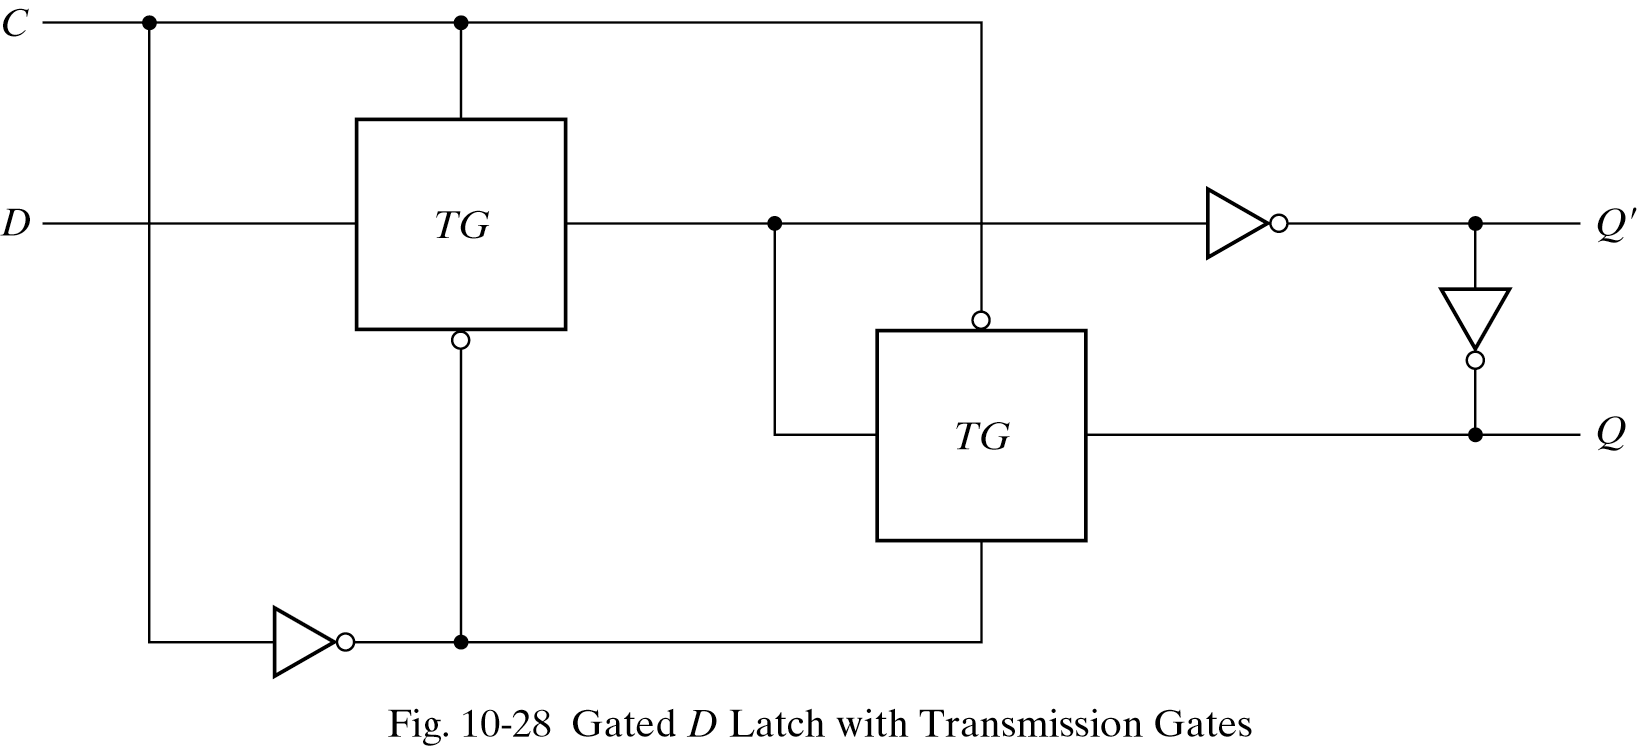 C
D
TG
Q′
TG
Q
Fig. 10-28 Gated D Latch with Transmission Gates